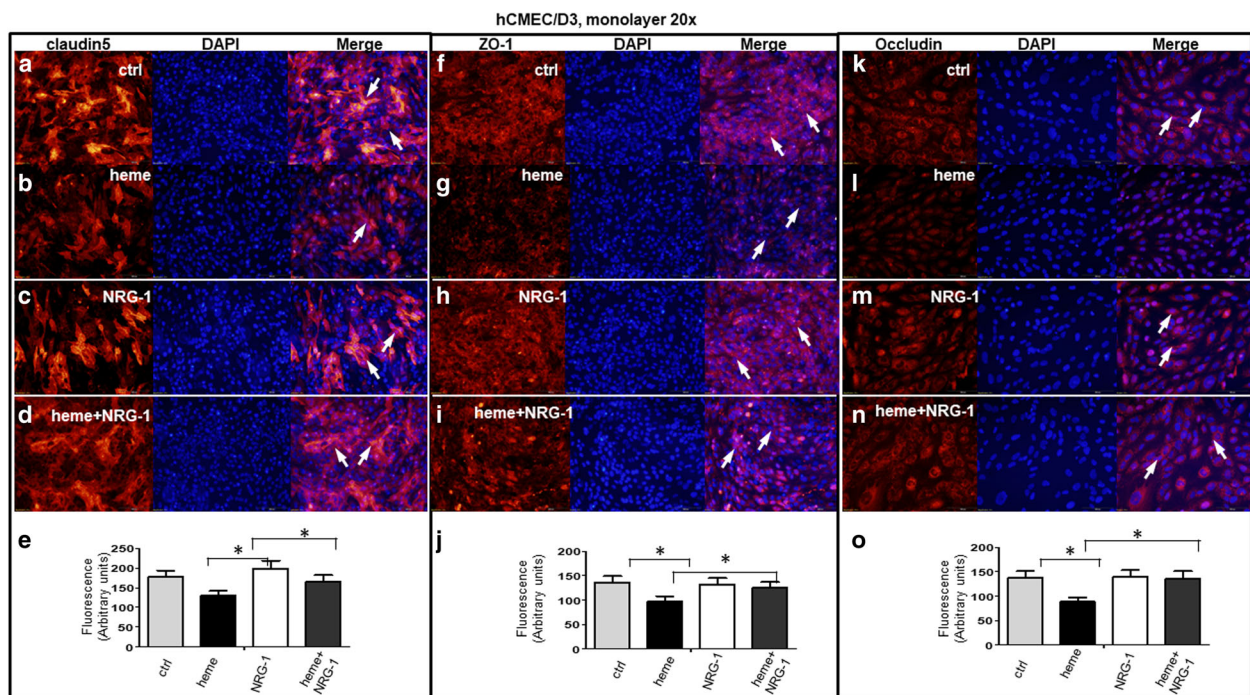 hCMEC/D3, monolayer 20x
claudin5 DAPI Merge
a ctrl
b heme
c NRG-1
d heme+NRG-1
e
Fluorescence
(Arbitrary units)
250
200
150
100
50
0
*
*
ctrl
heme
NRG-1
heme+
NRG-1
ZO-1 DAPI Merge
f ctrl
g heme
h NRG-1
i heme+NRG-1
j
Fluorescence
(Arbitrary units)
200
150
100
50
0
*
*
ctrl
heme
NRG-1
heme+
NRG-1
Occludin DAPI Merge
k ctrl
l heme
m NRG-1
n heme+NRG-1
o
Fluorescence
(Arbitrary units)
200
150
100
50
0
*
*
ctrl
heme
NRG-1
heme+
NRG-1